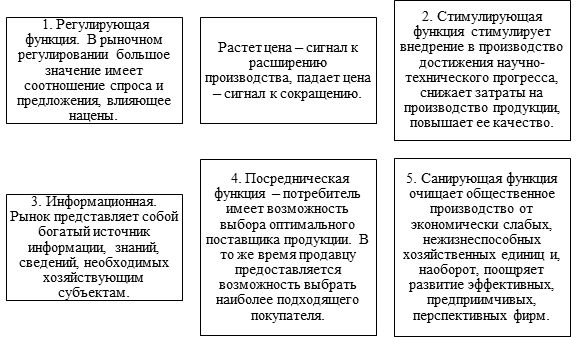 1. Регулирующая
функция. В рыночном
регулировании большое
значение имеет
соотношение спроса и
предложения, влияющее
нацены.
Растет цена – сигнал к
расширению
производства, падает цена
– сигнал к сокращению.
2. Стимулирующая
функция стимулирует
внедрение в производство
достижения научно-
технического прогресса,
снижает затраты на
производство продукции,
повышает ее качество.
3. Информационная.
Рынок представляет собой
богатый источник
информации, знаний,
сведений, необходимых
хозяйствующим
субъектам.
4. Посредническая
функция – потребитель
имеет возможность
выбора оптимального
поставщика продукции. В
то же время продавцу
предоставляется
возможность выбрать
наиболее подходящего
покупателя.
5. Санирующая функция
очищает общественное
производство от
экономически слабых,
нежизнеспособных
хозяйственных единиц и,
наоборот, поощряет
развитие эффективных,
предприимчивых,
перспективных фирм.